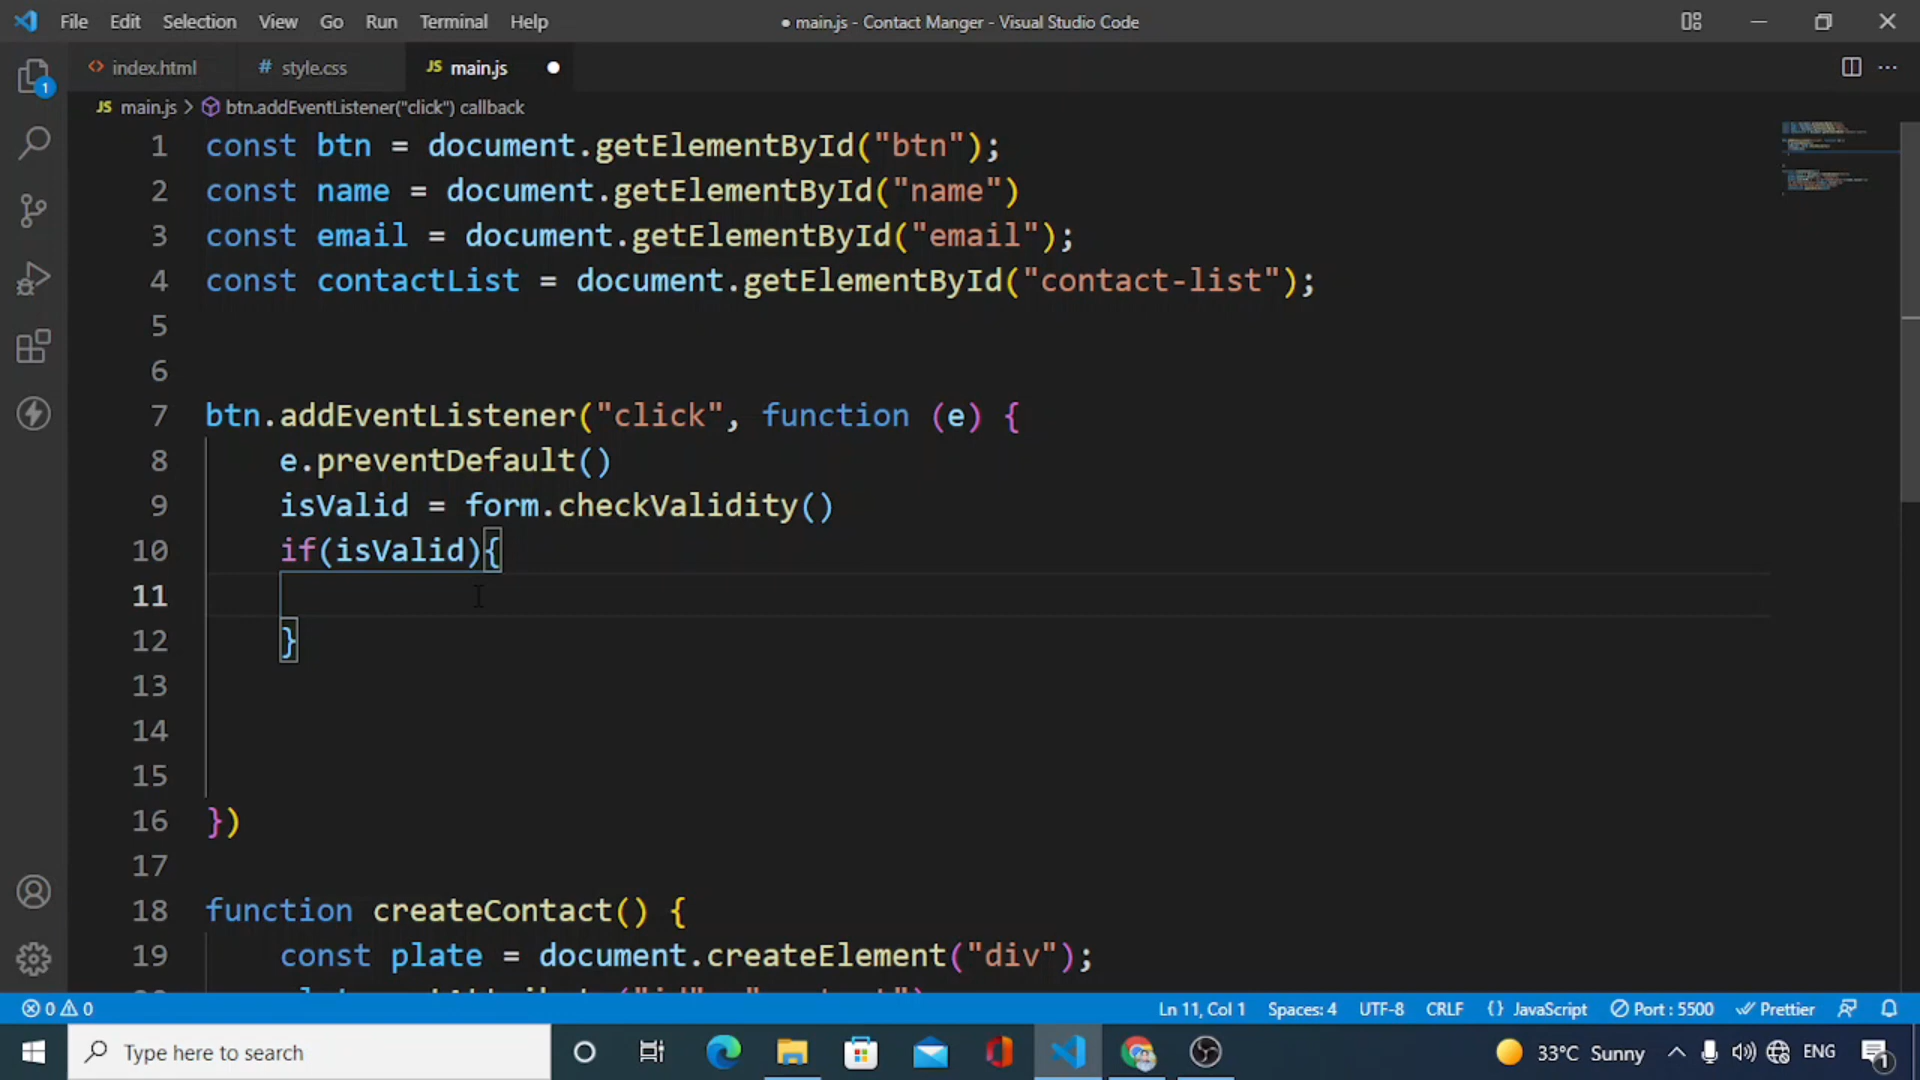 File Edit Selection View Go Run Terminal Help
● main.js - Contact Manger - Visual Studio Code
<> index.html
# style.css
JS main.js ●
JS main.js > btn.addEventListener("click") callback
1 const btn = document.getElementById("btn");
2 const name = document.getElementById("name")
3 const email = document.getElementById("email");
4 const contactList = document.getElementById("contact-list");
5
6
7 btn.addEventListener("click", function (e) {
8 e.preventDefault()
9 isValid = form.checkValidity()
10 if(isValid){
11
12 }
13
14
15
16 })
17
18 function createContact() {
19 const plate = document.createElement("div");
1
0 0
Ln 11, Col 1 Spaces: 4 UTF-8 CRLF {} JavaScript Port : 5500 Prettier
Type here to search
33°C Sunny
ENG
1